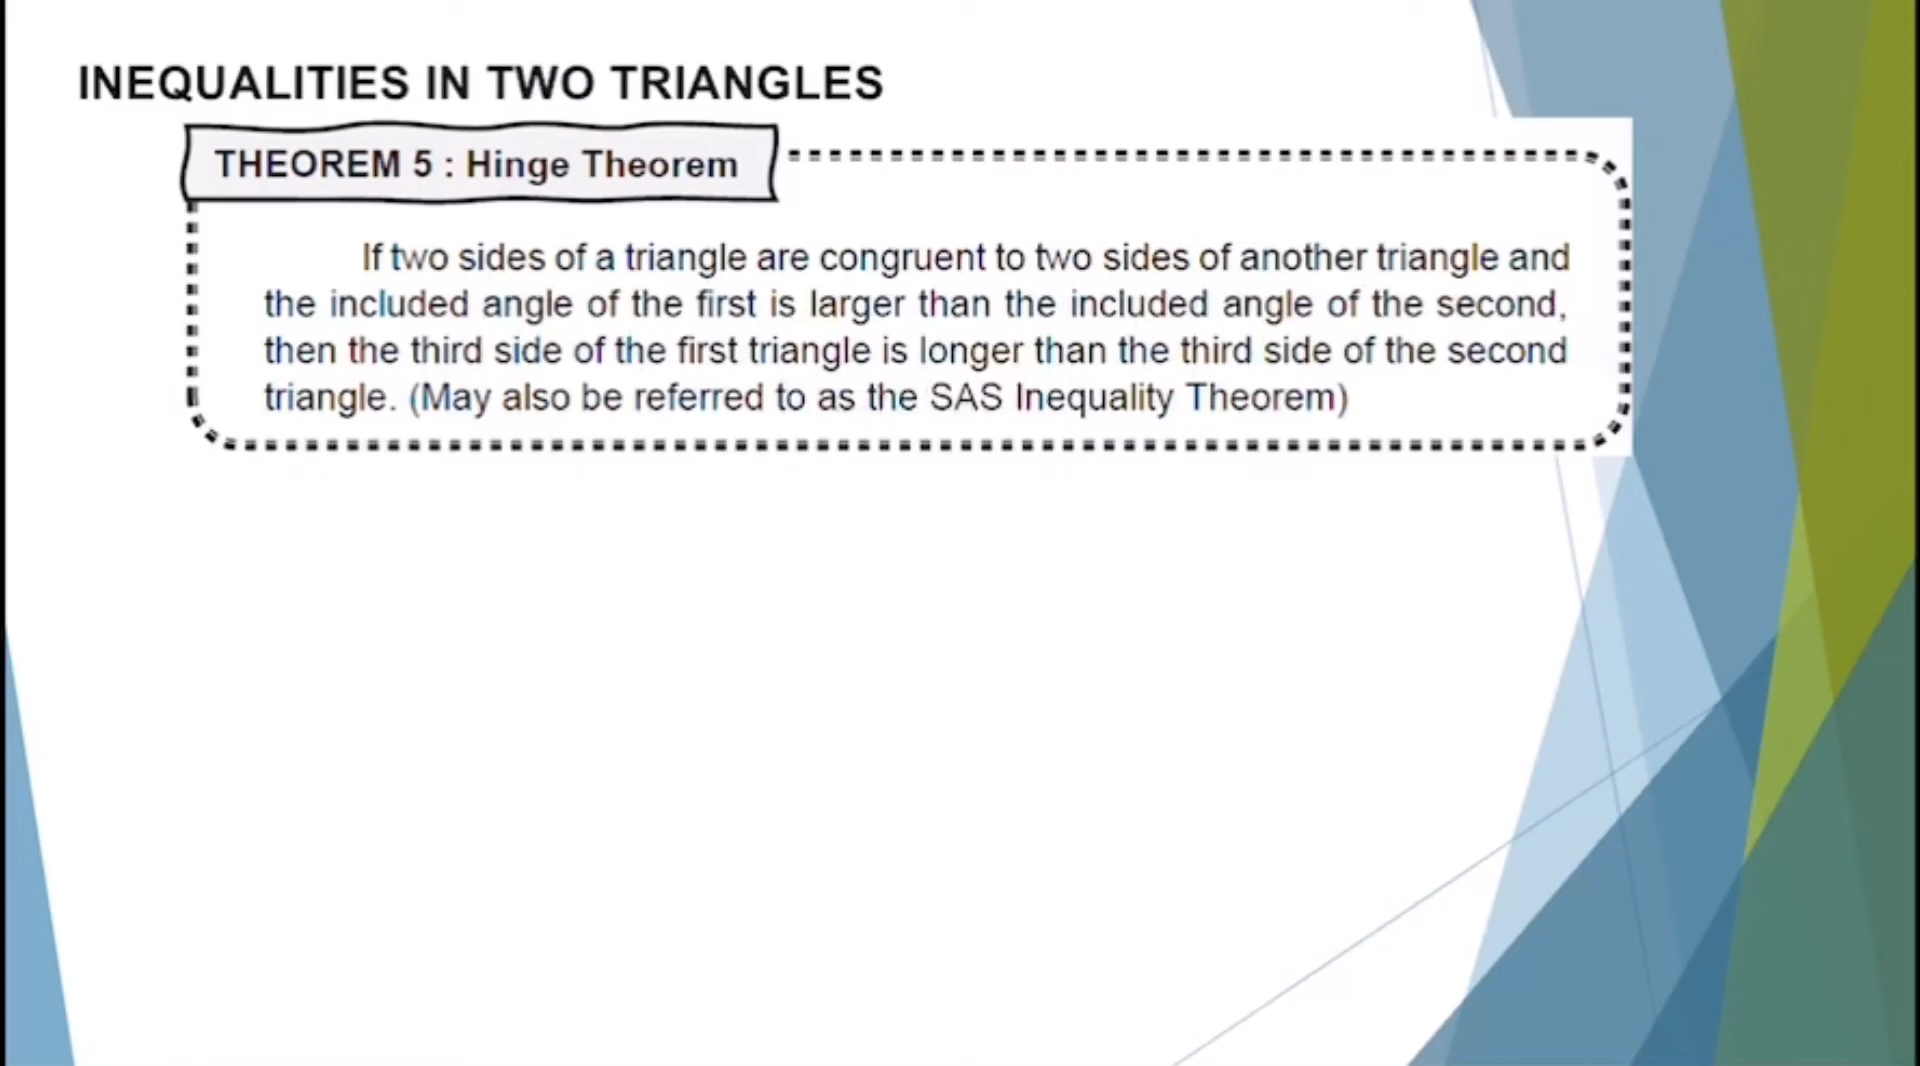 INEQUALITIES IN TWO TRIANGLES
THEOREM 5 : Hinge Theorem
If two sides of a triangle are congruent to two sides of another triangle and
the included angle of the first is larger than the included angle of the second,
then the third side of the first triangle is longer than the third side of the second
triangle. (May also be referred to as the SAS Inequality Theorem)